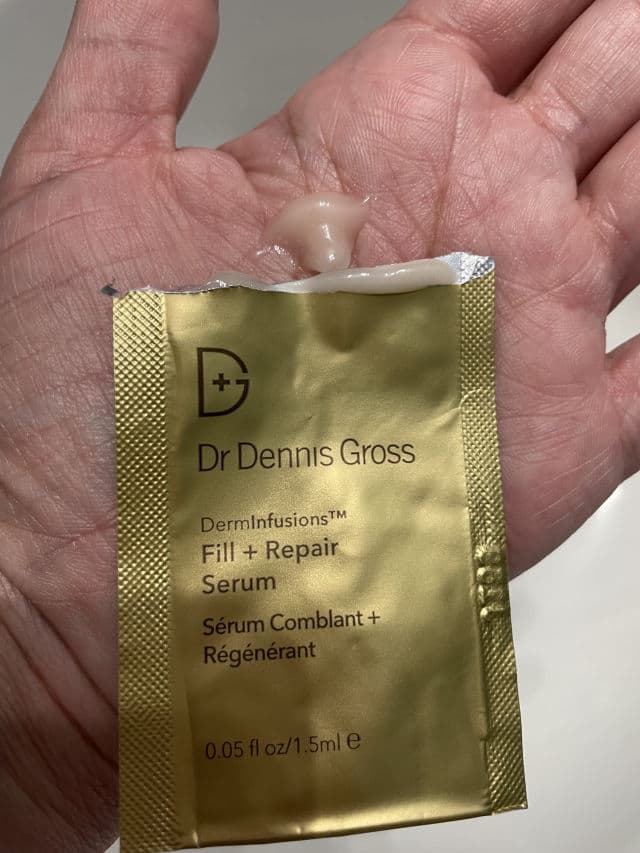 D+G
Dr Dennis Gross
DermInfusions™
Fill + Repair
Serum
Sérum Comblant +
Régénérant
0.05 fl oz/1.5ml ℮